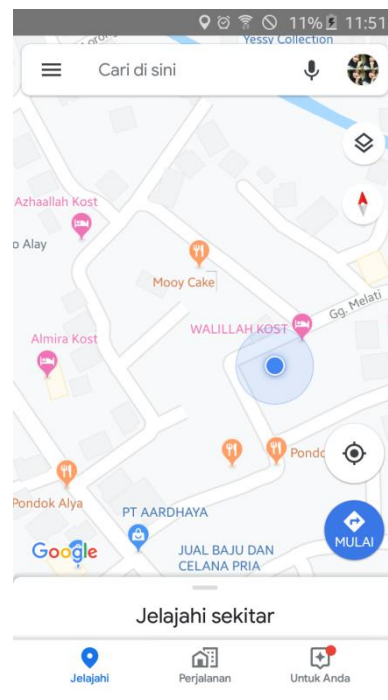 11% 11:51
Yessy Collection
Cari di sini
Azhaallah Kost
o Alay
Mooy Cake
Gg. Melati
WALILLAH KOST
Almira Kost
Pondo
Pondok Alya
PT AARDHAYA
MULAI
Google
JUAL BAJU DAN
CELANA PRIA
Jelajahi sekitar
Jelajahi
Perjalanan
Untuk Anda